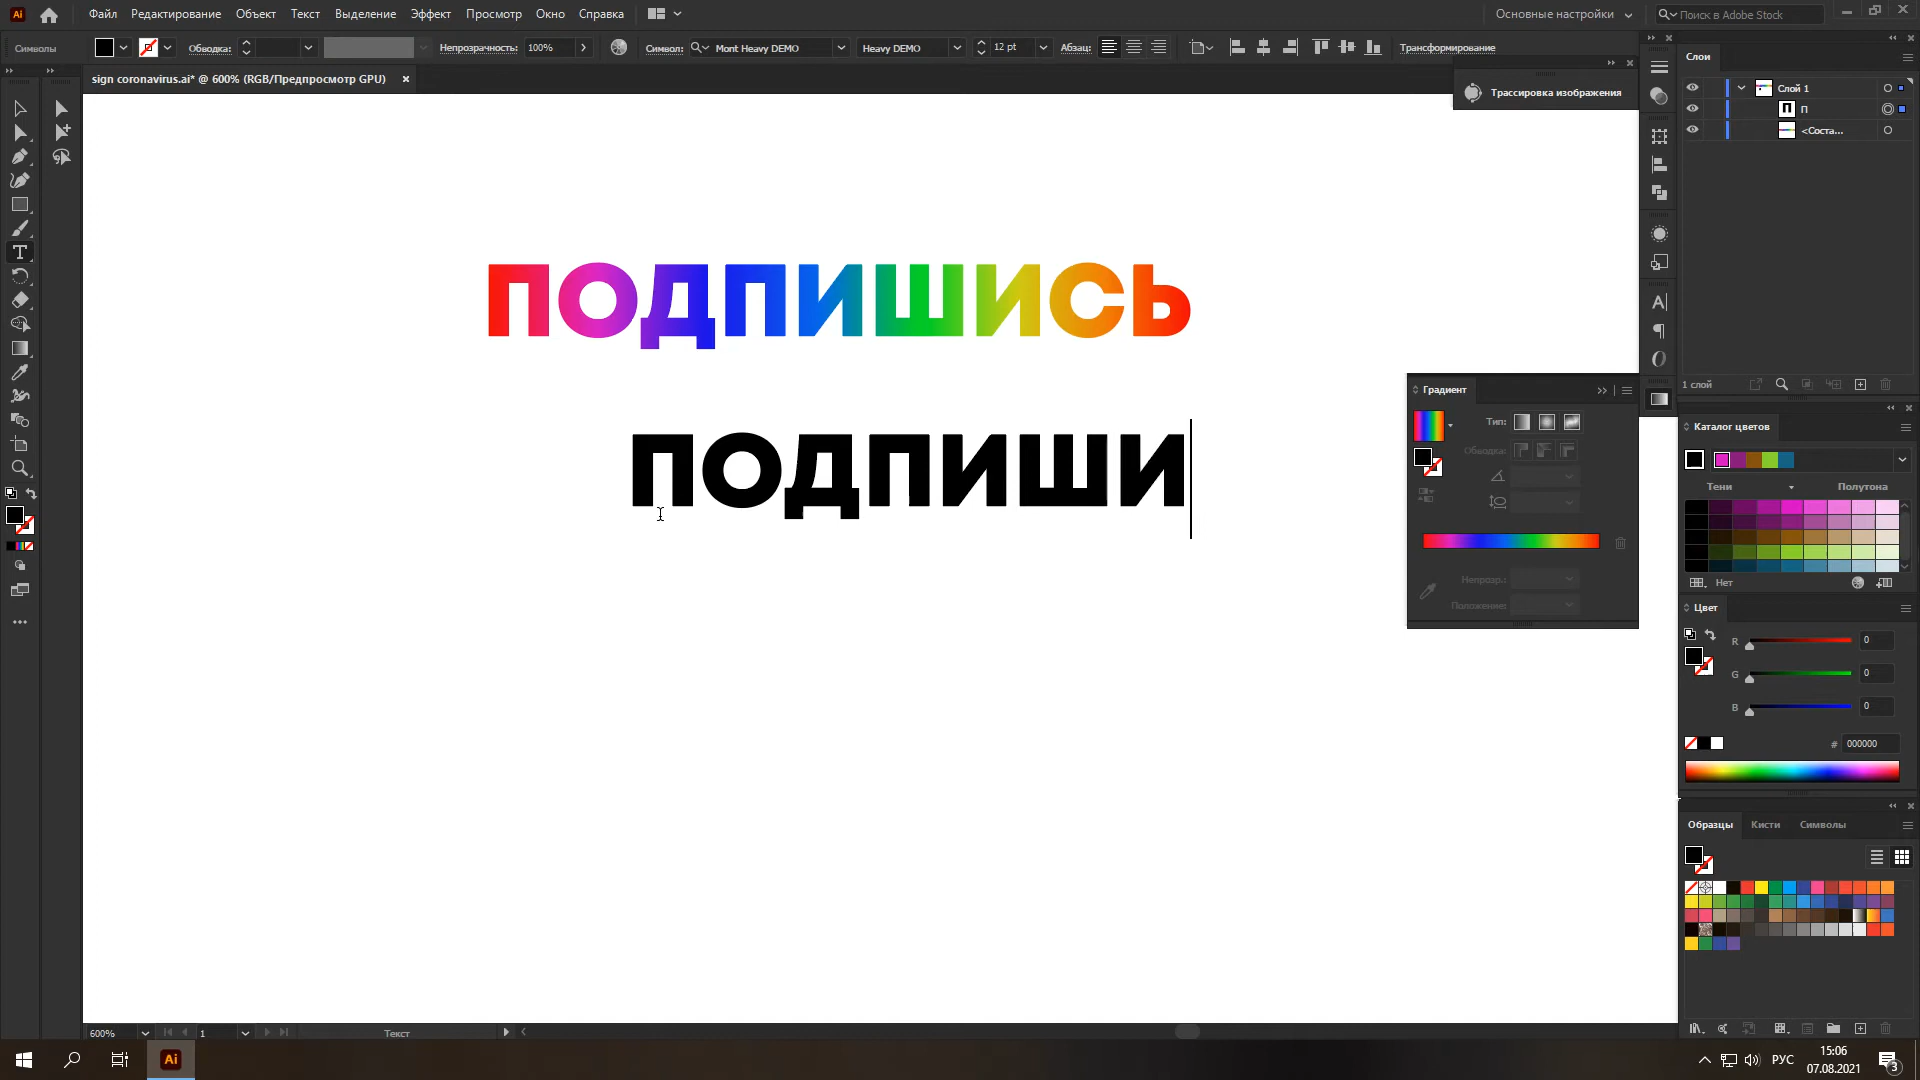 Ai Файл Редактирование Объект Текст Выделение Эффект Просмотр Окно Справка Основные настройки Поиск в Adobe Stock
Символы Обводка: Непрозрачность: 100% Символ: Mont Heavy DEMO Heavy DEMO 12 pt Абзац: Трансформирование
sign coronavirus.ai* @ 600% (RGB/Предпросмотр GPU)
Трассировка изображения
Слои
Слой 1
П
<Соста...
1 слой
ПОДПИШИСЬ
ПОДПИШИ
Градиент
Тип:
Обводка:
Непрозр.:
Положение:
Каталог цветов
Тени Полутона
Нет
Цвет
R 0
G 0
B 0
# 000000
Образцы Кисти Символы
600% 1 Текст
Ai РУС 15:06
07.08.2021
3